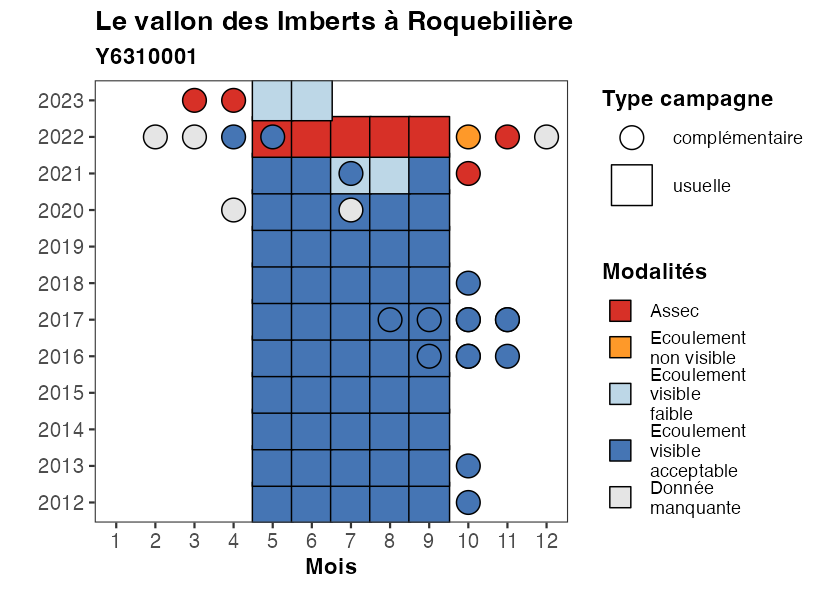 Le vallon des Imberts à Roquebilière
Y6310001
2023
2022
2021
2020
2019
2018
2017
2016
2015
2014
2013
2012
1 2 3 4 5 6 7 8 9 10 11 12
Mois
Type campagne
complémentaire
usuelle
Modalités
Assec
Ecoulement
non visible
Ecoulement
visible
faible
Ecoulement
visible
acceptable
Donnée
manquante